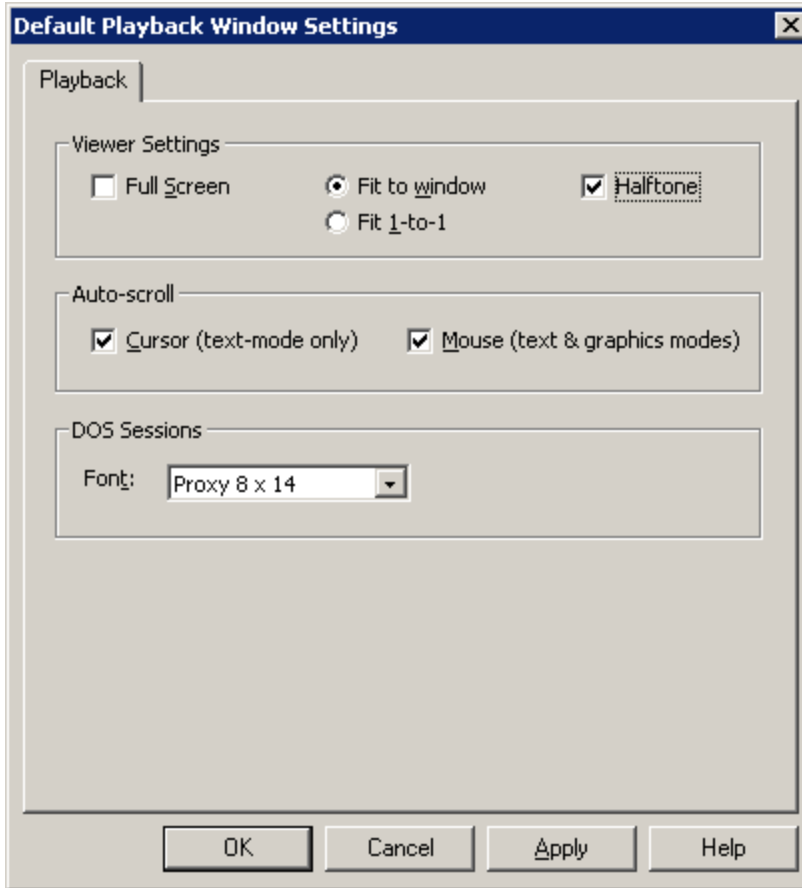 Default Playback Window Settings
Playback
Viewer Settings
Full Screen Fit to window Halftone
Fit 1-to-1
Auto-scroll
Cursor (text-mode only) Mouse (text & graphics modes)
DOS Sessions
Font: Proxy 8 x 14
OK Cancel Apply Help